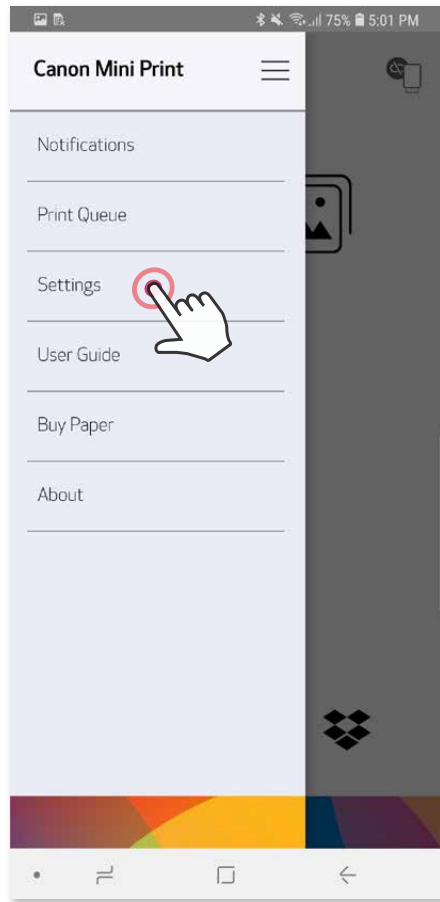 75% 5:01 PM
Canon Mini Print
Notifications
Print Queue
Settings
User Guide
Buy Paper
About